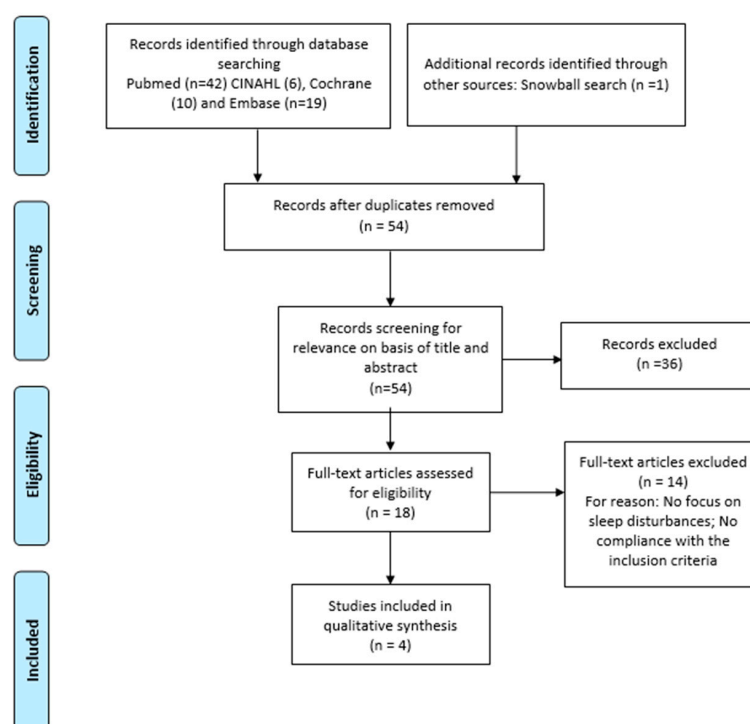 Identification
Records identified through database
searching
Pubmed (n=42) CINAHL (6), Cochrane
(10) and Embase (n=19)
Additional records identified through
other sources: Snowball search (n =1)
Records after duplicates removed
(n = 54)
Screening
Records screening for
relevance on basis of title and
abstract
(n=54)
Records excluded
(n =36)
Eligibility
Full-text articles assessed
for eligibility
(n = 18)
Full-text articles excluded
(n = 14)
For reason: No focus on
sleep disturbances; No
compliance with the
inclusion criteria
Included
Studies included in
qualitative synthesis
(n = 4)